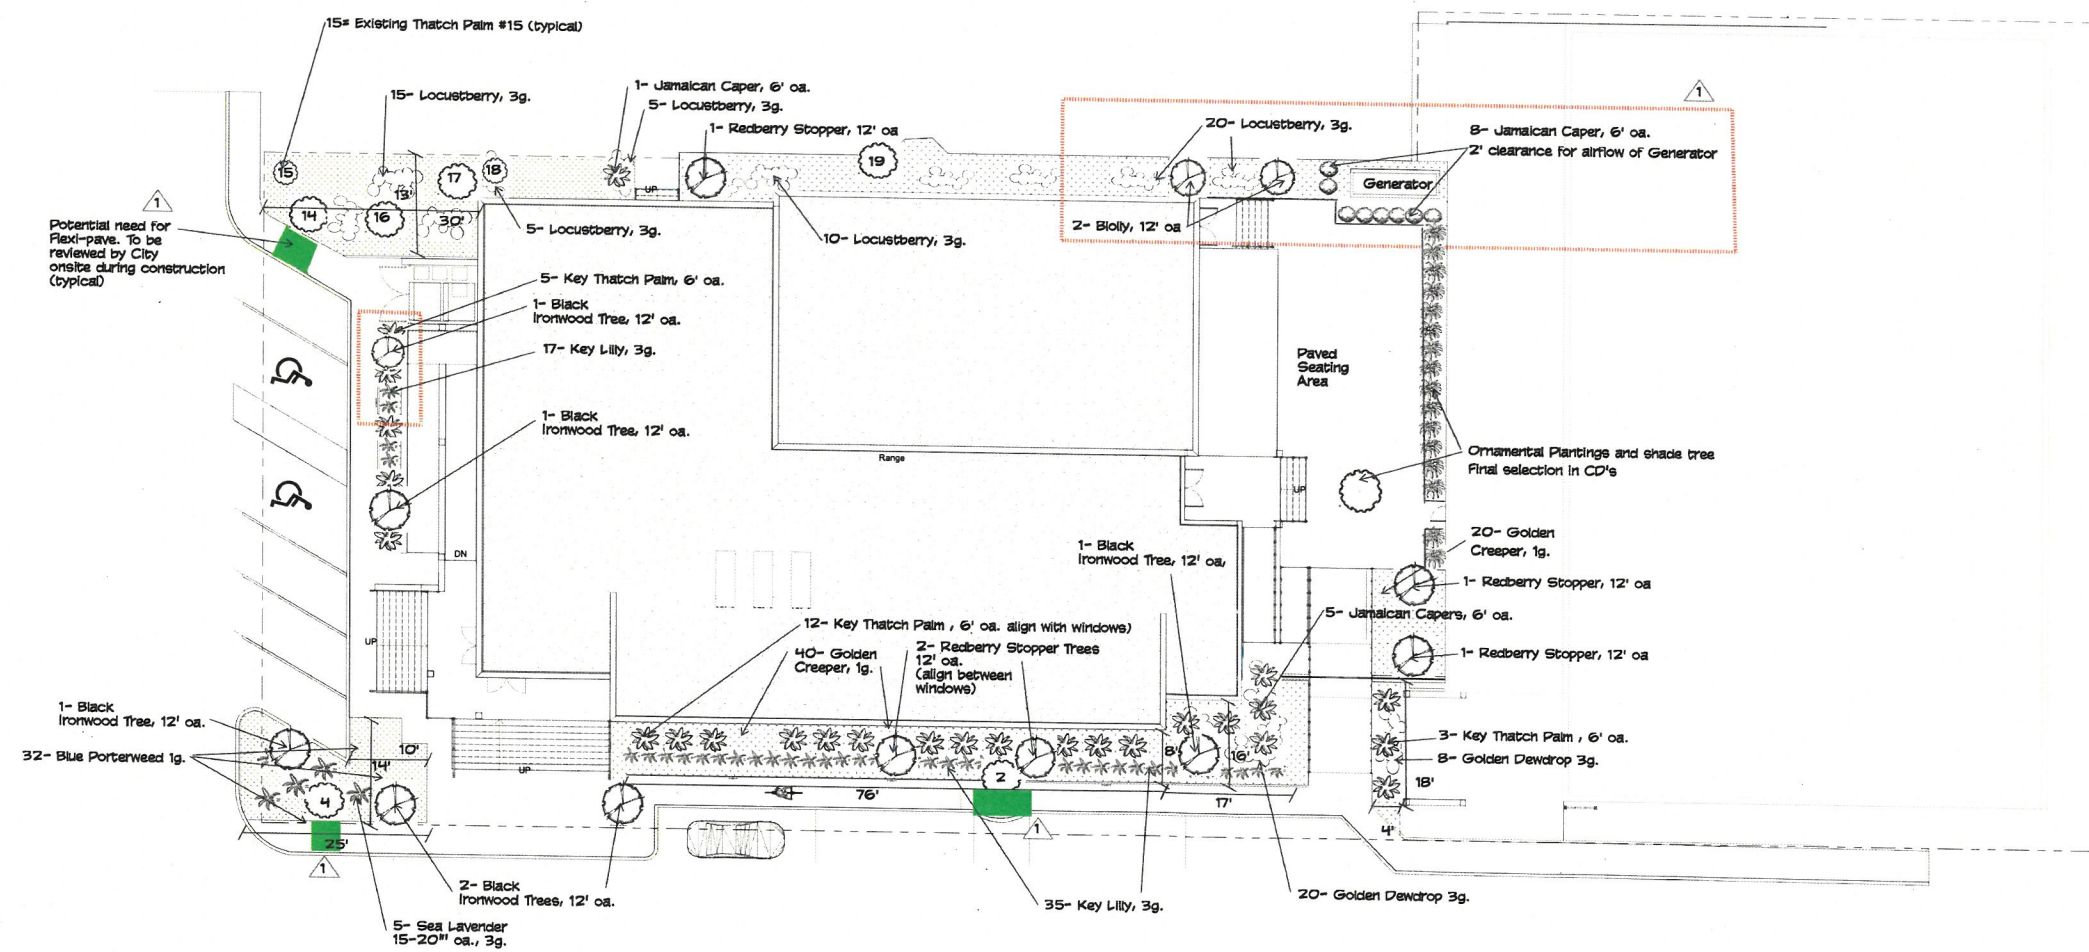 15= Existing Thatch Palm #15 (typical)
15- Locustberry, 3g.
1- Jamaican Caper, 6' oa.
5- Locustberry, 3g.
1- Redberry Stopper, 12' oa
20- Locustberry, 3g.
1
8- Jamaican Caper, 6' oa.
2' clearance for airflow of Generator
15
17
18
19
13'
UP
Generator
1
Potential need for
Flexi-pave. To be
reviewed by City
onsite during construction
(typical)
14
16
30'
5- Locustberry, 3g.
10- Locustberry, 3g.
2- Blolly, 12' oa
5- Key Thatch Palm, 6' oa.
1- Black
Ironwood Tree, 12' oa.
17- Key Lilly, 3g.
Paved
Seating
Area
1- Black
Ironwood Tree, 12' oa.
Range
Ornamental Plantings and shade tree
Final selection in CD's
UP
DN
1- Black
Ironwood Tree, 12' oa,
20- Golden
Creeper, 1g.
1- Redberry Stopper, 12' oa
5- Jamaican Capers, 6' oa.
UP
12- Key Thatch Palm , 6' oa. align with windows)
40- Golden
Creeper, 1g.
2- Redberry Stopper Trees
12' oa.
(align between
windows)
1- Redberry Stopper, 12' oa
1- Black
Ironwood Tree, 12' oa.
32- Blue Porterweed 1g.
10'
14'
UP
8'
16'
3- Key Thatch Palm , 6' oa.
8- Golden Dewdrop 3g.
18'
4
2
76'
17'
4'
25'
1
1
2- Black
Ironwood Trees, 12' oa.
5- Sea Lavender
15-20"' oa., 3g.
35- Key Lilly, 3g.
20- Golden Dewdrop 3g.